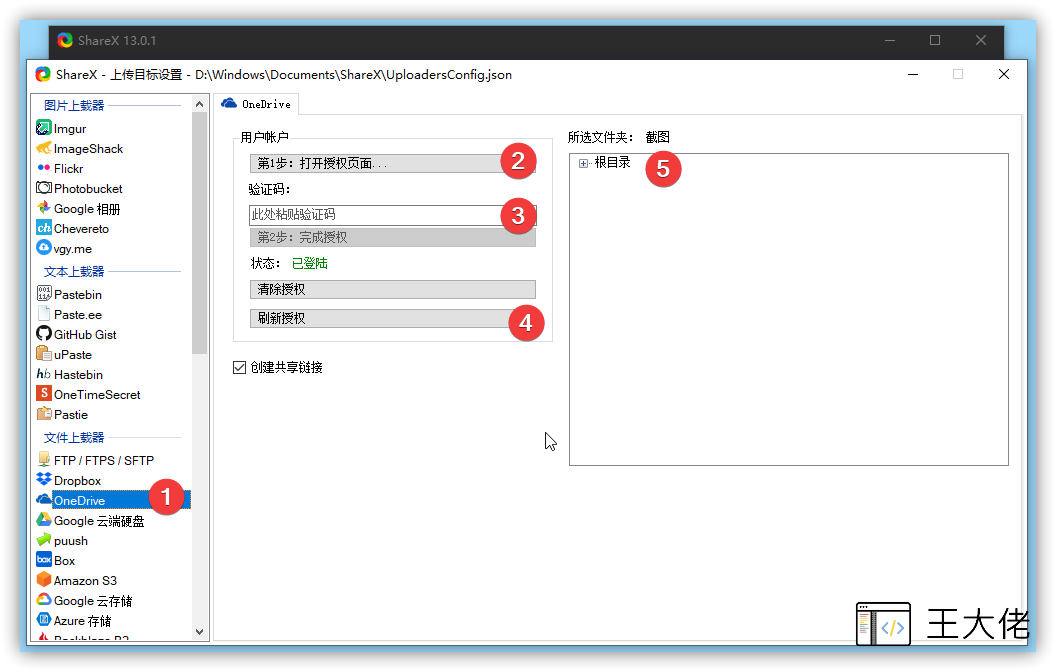 ShareX 13.0.1
ShareX - 上传目标设置 - D:\Windows\Documents\ShareX\UploadersConfig.json
图片上载器
Imgur
ImageShack
Flickr
Photobucket
Google 相册
Chevereto
vgy.me
文本上载器
Pastebin
Paste.ee
GitHub Gist
uPaste
Hastebin
OneTimeSecret
Pastie
文件上载器
FTP / FTPS / SFTP
Dropbox
OneDrive 1
Google 云端硬盘
puush
Box
Amazon S3
Google 云存储
Azure 存储
Backblaze B2
OneDrive
用户帐户
第1步：打开授权页面... 2
验证码：
此处粘贴验证码 3
第2步：完成授权
状态： 已登陆
清除授权
刷新授权 4
创建共享链接
所选文件夹： 截图
根目录 5
王大佬